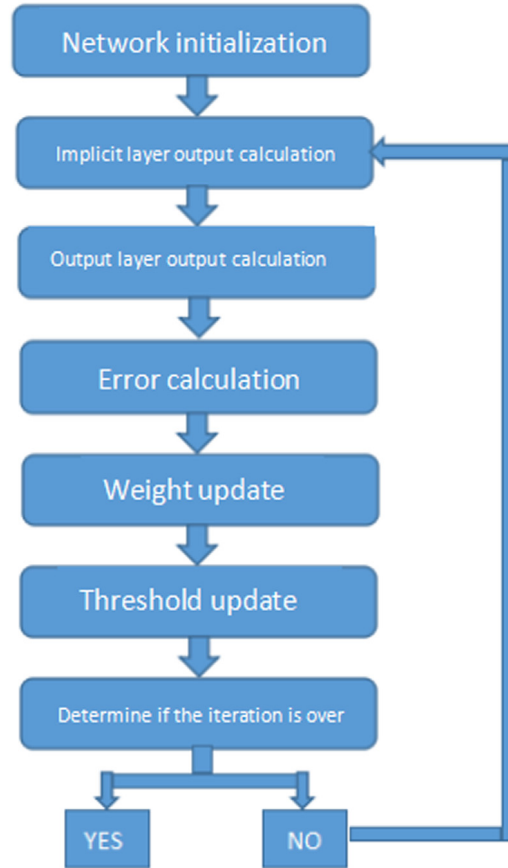 Network initialization
Implicit layer output calculation
Output layer output calculation
Error calculation
Weight update
Threshold update
Determine if the iteration is over
YES
NO